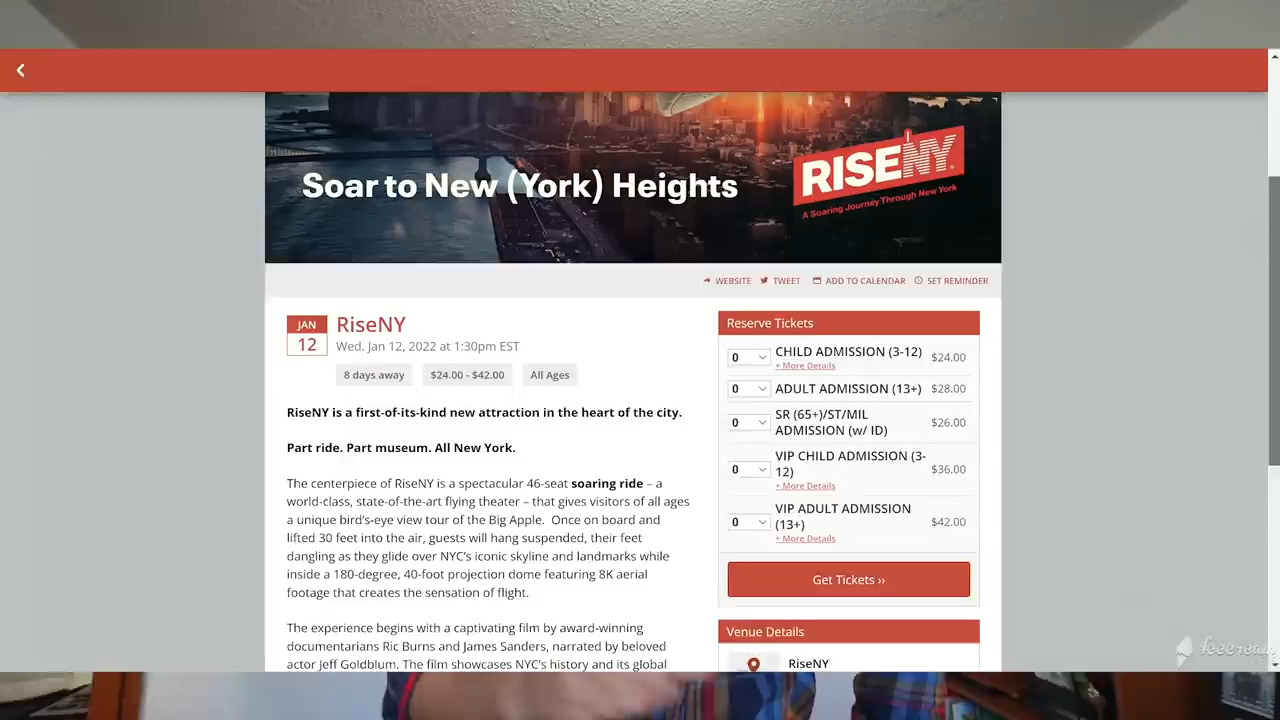 Soar to New (York) Heights
RISENY
A Soaring Journey Through New York
WEBSITE TWEET ADD TO CALENDAR SET REMINDER
JAN
12
RiseNY
Wed. Jan 12, 2022 at 1:30pm EST
8 days away $24.00 - $42.00 All Ages
RiseNY is a first-of-its-kind new attraction in the heart of the city.
Part ride. Part museum. All New York.
The centerpiece of RiseNY is a spectacular 46-seat soaring ride – a
world-class, state-of-the-art flying theater – that gives visitors of all ages
a unique bird's-eye view tour of the Big Apple. Once on board and
lifted 30 feet into the air, guests will hang suspended, their feet
dangling as they glide over NYC's iconic skyline and landmarks while
inside a 180-degree, 40-foot projection dome featuring 8K aerial
footage that creates the sensation of flight.
The experience begins with a captivating film by award-winning
documentarians Ric Burns and James Sanders, narrated by beloved
actor Jeff Goldblum. The film showcases NYC's history and its global
Reserve Tickets
0 CHILD ADMISSION (3-12) $24.00
+ More Details
0 ADULT ADMISSION (13+) $28.00
0 SR (65+)/ST/MIL
ADMISSION (w/ ID) $26.00
0 VIP CHILD ADMISSION (3-
12) $36.00
+ More Details
0 VIP ADULT ADMISSION
(13+) $42.00
+ More Details
Get Tickets ››
Venue Details
RiseNY